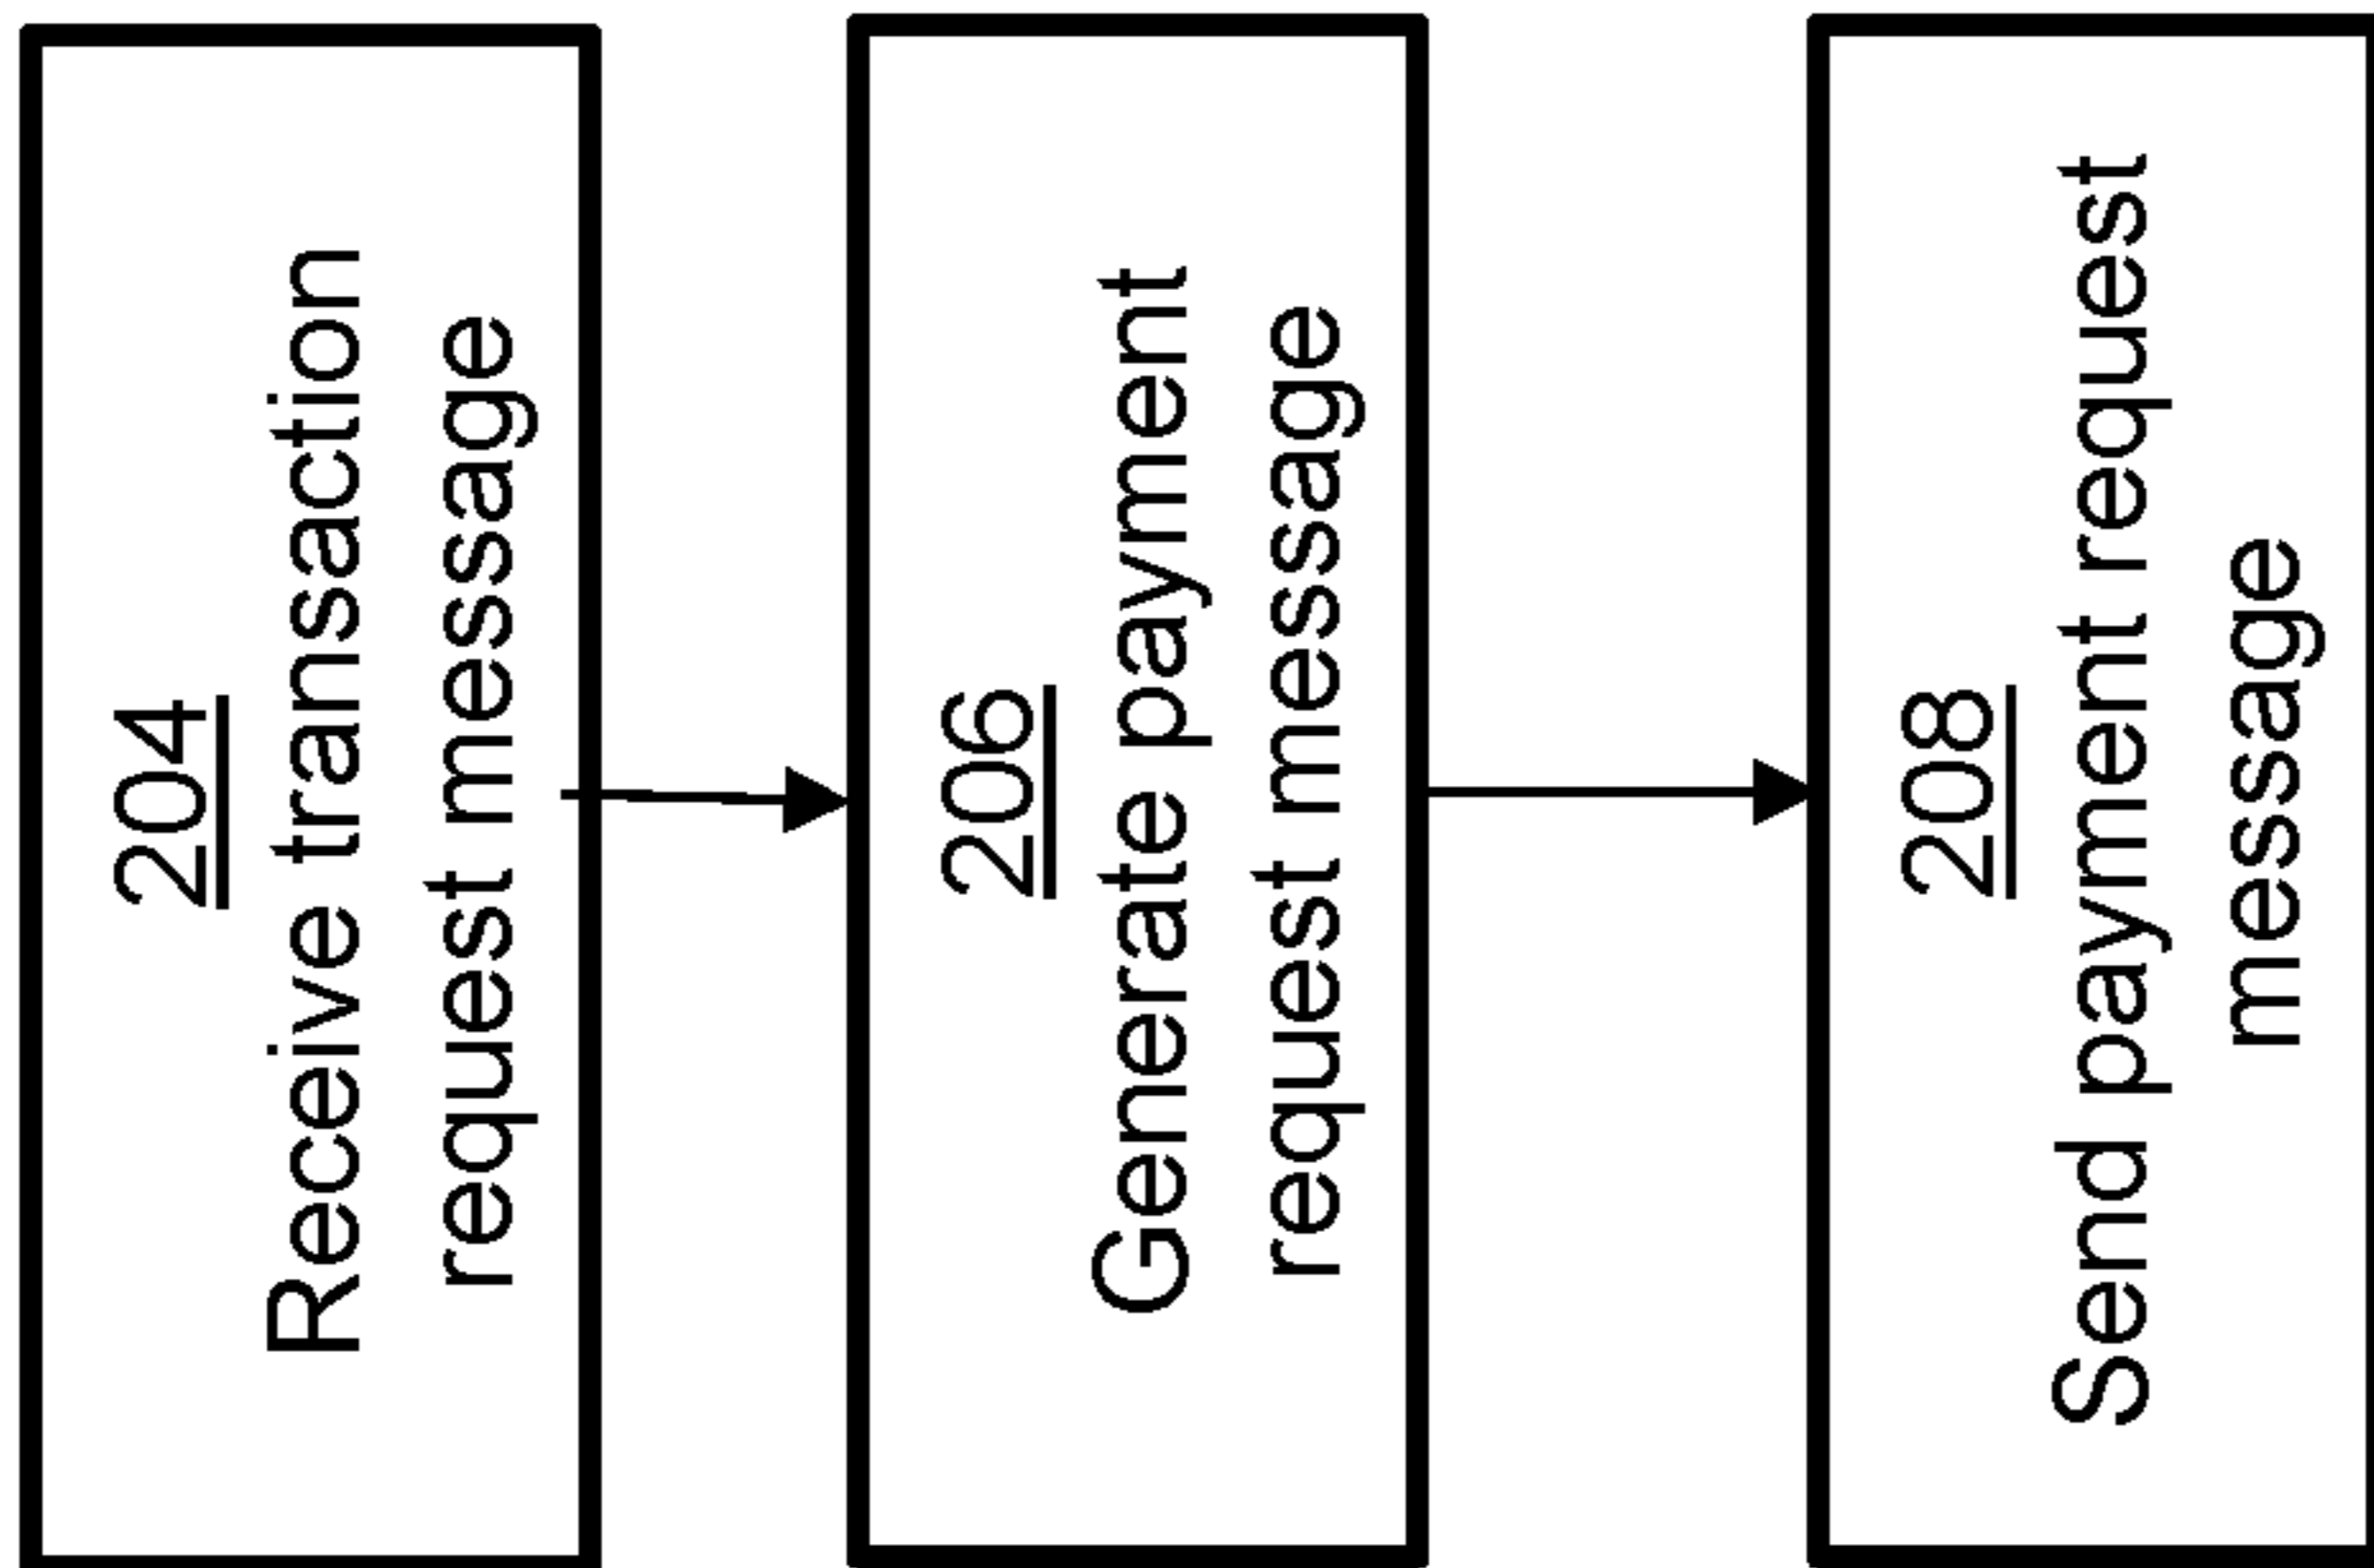 204
Receive transaction
request message
206
Generate payment
request message
208
Send payment request
message